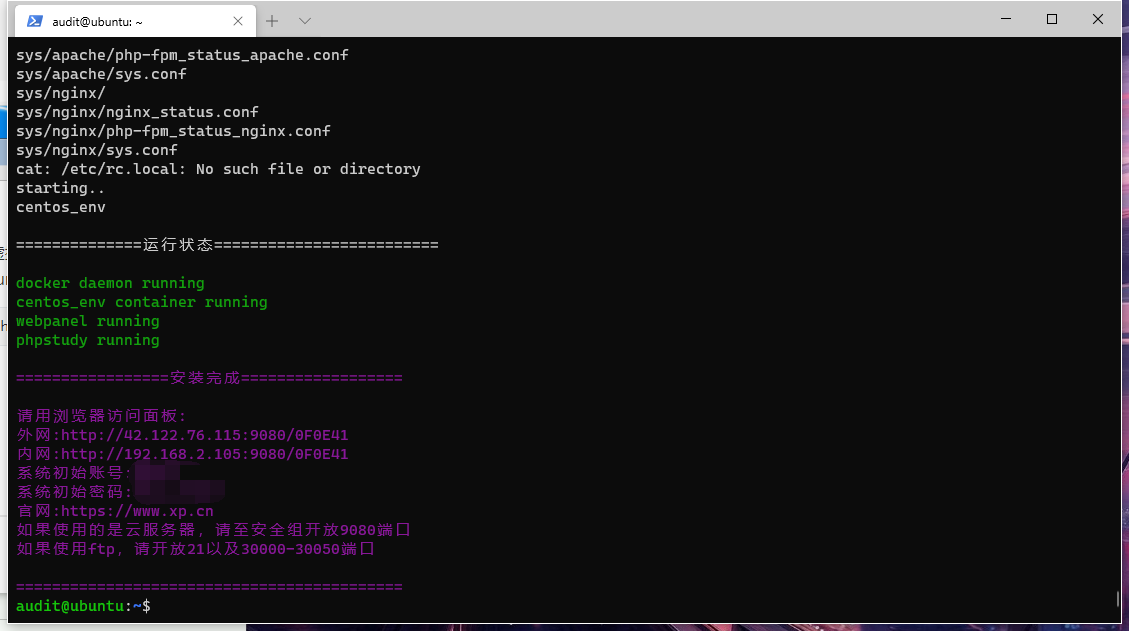 audit@ubuntu: ~
sys/apache/php-fpm_status_apache.conf
sys/apache/sys.conf
sys/nginx/
sys/nginx/nginx_status.conf
sys/nginx/php-fpm_status_nginx.conf
sys/nginx/sys.conf
cat: /etc/rc.local: No such file or directory
starting..
centos_env
==============运行状态=========================
docker daemon running
centos_env container running
webpanel running
phpstudy running
=================安装完成==================
请用浏览器访问面板:
外网:http://42.122.76.115:9080/0F0E41
内网:http://192.168.2.105:9080/0F0E41
系统初始账号:
系统初始密码:
官网:https://www.xp.cn
如果使用的是云服务器，请至安全组开放9080端口
如果使用ftp，请开放21以及30000-30050端口
===========================================
audit@ubuntu:~$